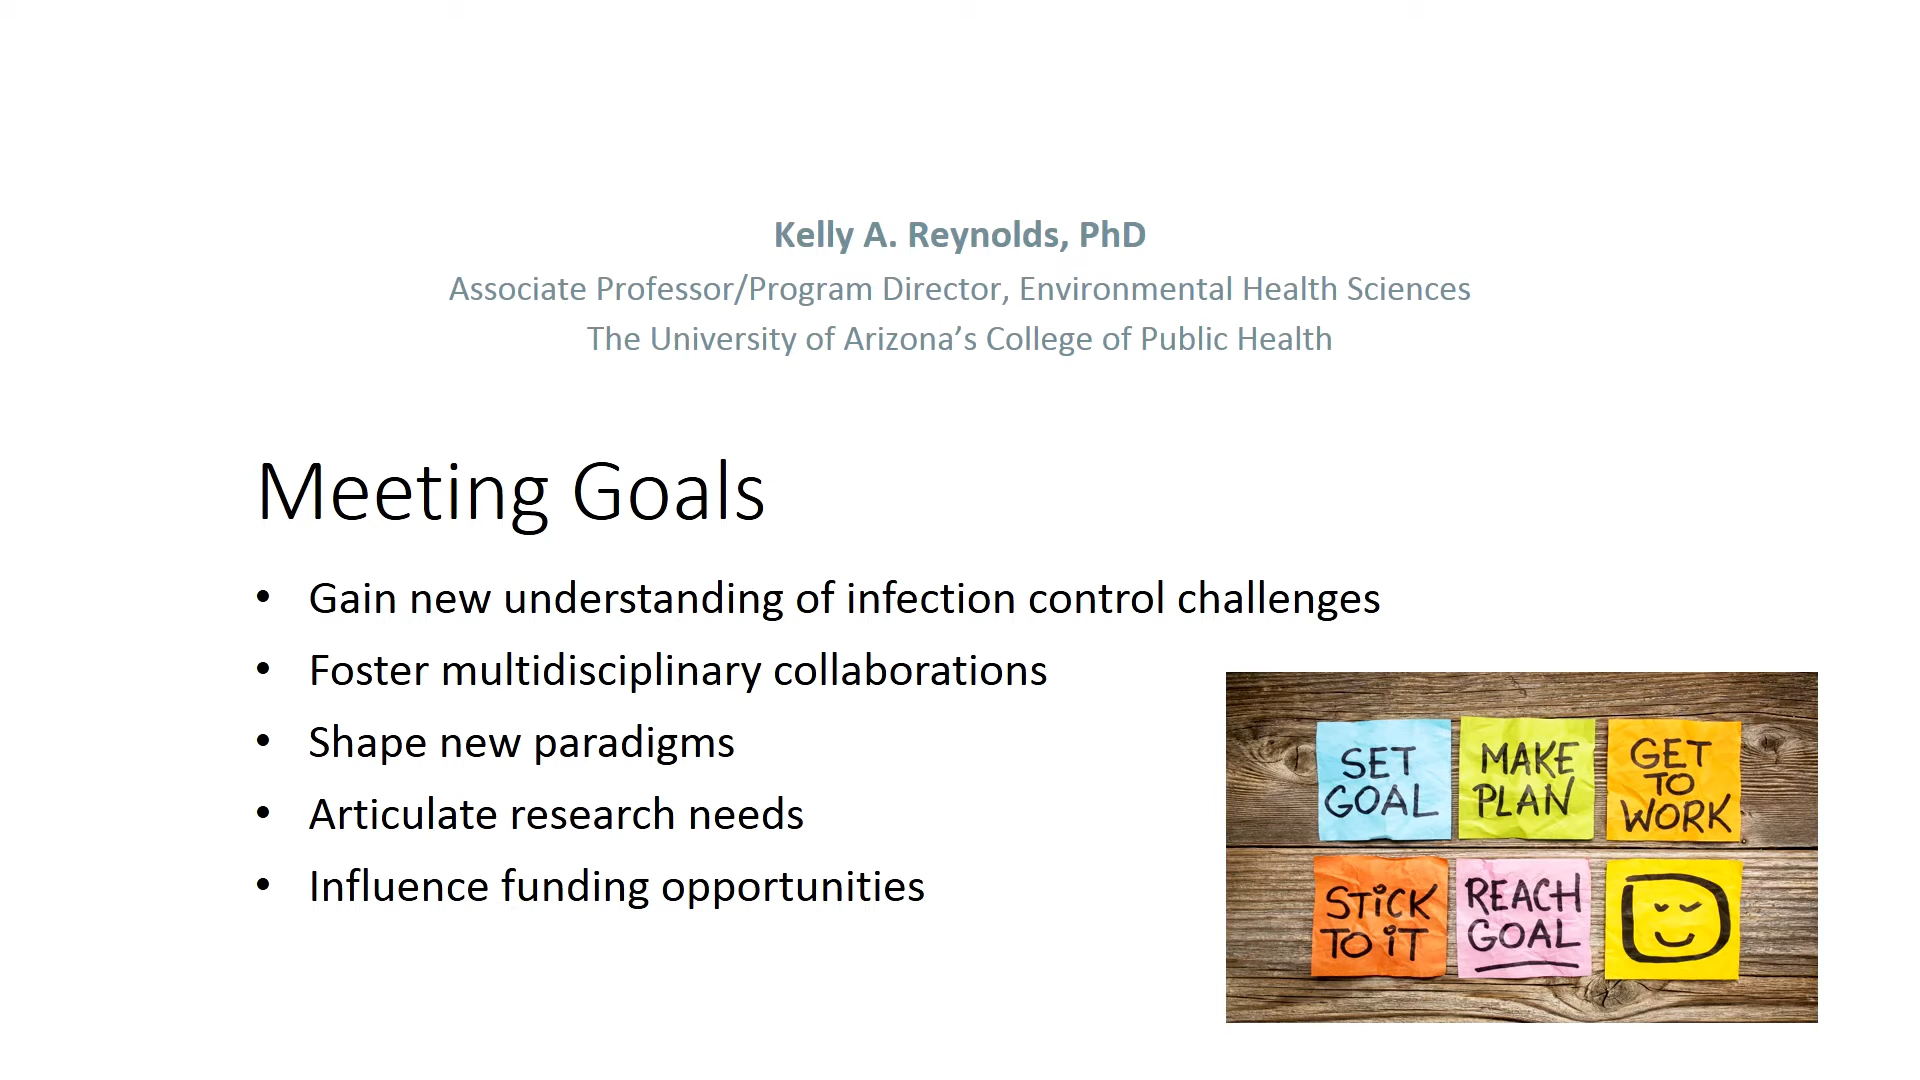 Kelly A. Reynolds, PhD
Associate Professor/Program Director, Environmental Health Sciences
The University of Arizona’s College of Public Health
Meeting Goals
• Gain new understanding of infection control challenges
• Foster multidisciplinary collaborations
• Shape new paradigms
• Articulate research needs
• Influence funding opportunities
SET
GOAL
MAKE
PLAN
GET
TO
WORK
STiCK
TO iT
REACH
GOAL